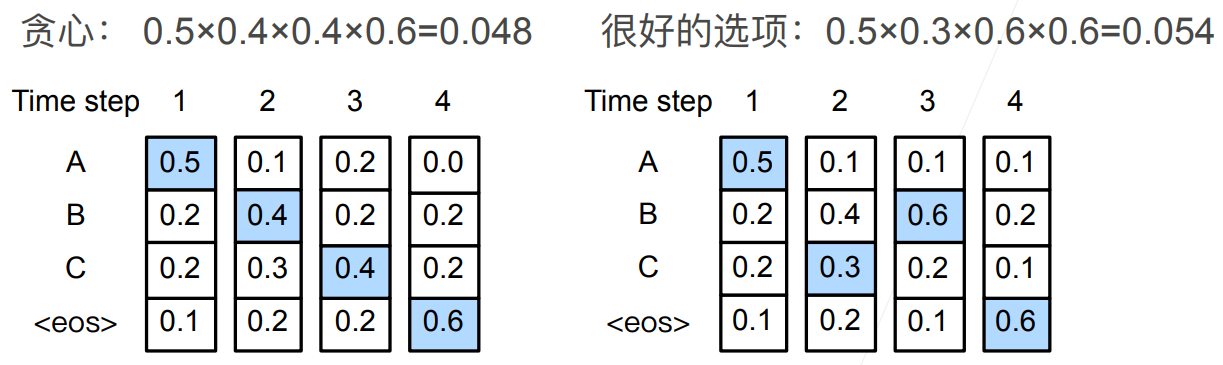 贪心： 0.5×0.4×0.4×0.6=0.048
Time step 1 2 3 4
A 0.5 0.1 0.2 0.0
B 0.2 0.4 0.2 0.2
C 0.2 0.3 0.4 0.2
<eos> 0.1 0.2 0.2 0.6
很好的选项：0.5×0.3×0.6×0.6=0.054
Time step 1 2 3 4
A 0.5 0.1 0.1 0.1
B 0.2 0.4 0.6 0.2
C 0.2 0.3 0.2 0.1
<eos> 0.1 0.2 0.1 0.6